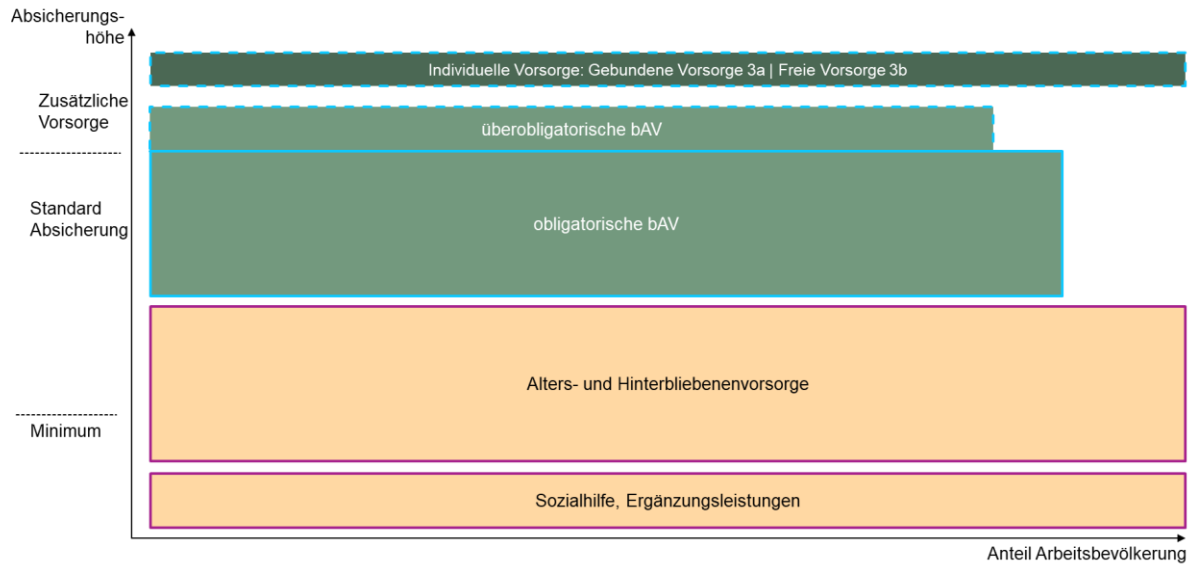 Absicherungs-
höhe
Individuelle Vorsorge: Gebundene Vorsorge 3a | Freie Vorsorge 3b
Zusätzliche
Vorsorge
überobligatorische bAV
Standard
Absicherung
obligatorische bAV
Alters- und Hinterbliebenenvorsorge
Minimum
Sozialhilfe, Ergänzungsleistungen
Anteil Arbeitsbevölkerung